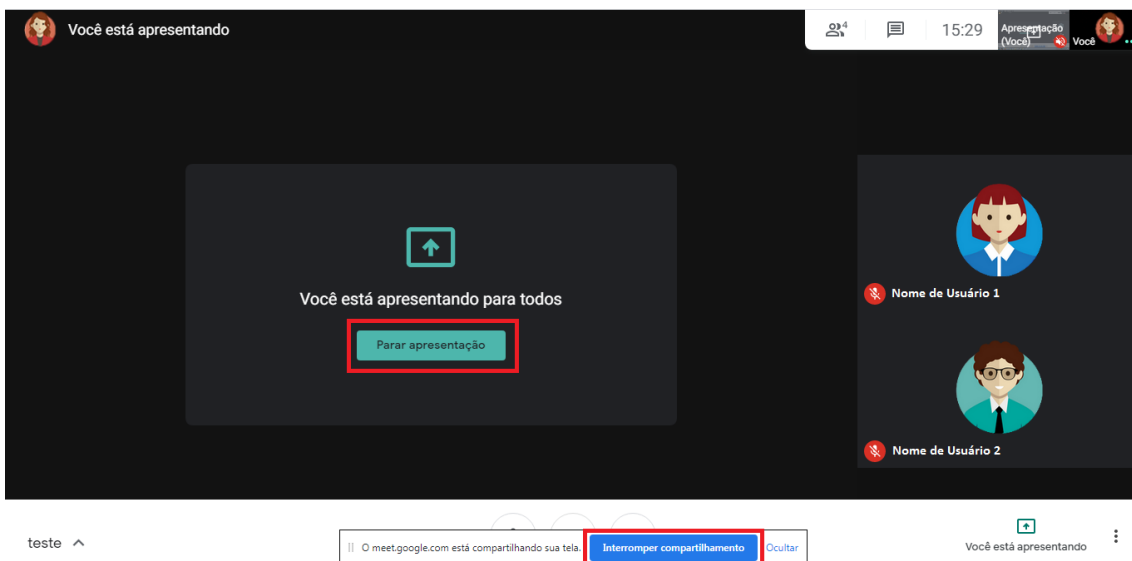 Você está apresentando
4
15:29
Apresentação
(Você)
Você
Você está apresentando para todos
Parar apresentação
Nome de Usuário 1
Nome de Usuário 2
teste
O meet.google.com está compartilhando sua tela.
Interromper compartilhamento
Ocultar
Você está apresentando